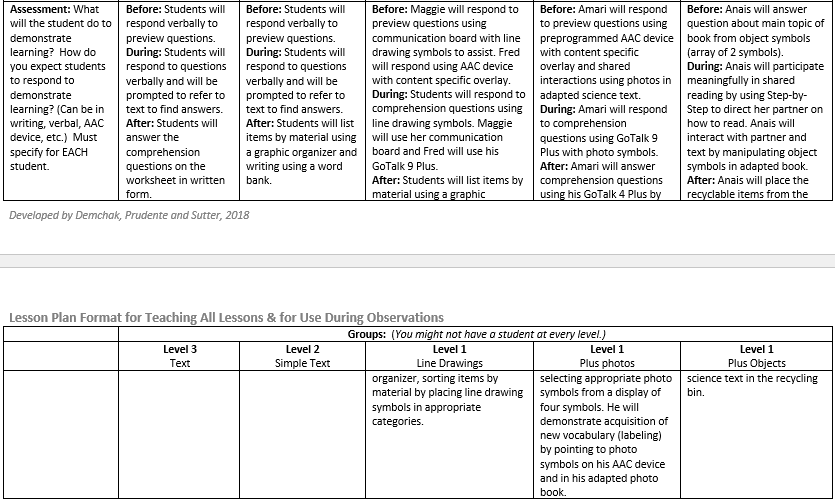 Assessment: What
will the student do to
demonstrate
learning? How do
you expect students
to respond to
demonstrate
learning? (Can be in
writing, verbal, AAC
device, etc.) Must
specify for EACH
student.
Before: Students will
respond verbally to
preview questions.
During: Students will
respond to questions
verbally and will be
prompted to refer to
text to find answers.
After: Students will
answer the
comprehension
questions on the
worksheet in written
form.
Before: Students will
respond verbally to
preview questions.
During: Students will
respond to questions
verbally and will be
prompted to refer to
text to find answers.
After: Students will list
items by material using
a graphic organizer and
writing using a word
bank.
Before: Maggie will respond to
preview questions using
communication board with line
drawing symbols to assist. Fred
will respond using AAC device
with content specific overlay.
During: Students will respond to
comprehension questions using
line drawing symbols. Maggie
will use her communication
board and Fred will use his
GoTalk 9 Plus.
After: Students will list items by
material using a graphic
Before: Amari will respond
to preview questions using
preprogrammed AAC device
with content specific
overlay and shared
interactions using photos in
adapted science text.
During: Amari will respond
to comprehension
questions using GoTalk 9
Plus with photo symbols.
After: Amari will answer
comprehension questions
using his GoTalk 4 Plus by
Before: Anais will answer
question about main topic of
book from object symbols
(array of 2 symbols).
During: Anais will participate
meaningfully in shared
reading by using Step-by-
Step to direct her partner on
how to read. Anais will
interact with partner and
text by manipulating object
symbols in adapted book.
After: Anais will place the
recyclable items from the
Developed by Demchak, Prudente and Sutter, 2018
Lesson Plan Format for Teaching All Lessons & for Use During Observations
Groups: (You might not have a student at every level.)
Level 3
Text
Level 2
Simple Text
Level 1
Line Drawings
Level 1
Plus photos
Level 1
Plus Objects
organizer, sorting items by
material by placing line drawing
symbols in appropriate
categories.
selecting appropriate photo
symbols from a display of
four symbols. He will
demonstrate acquisition of
new vocabulary (labeling)
by pointing to photo
symbols on his AAC device
and in his adapted photo
book.
science text in the recycling
bin.